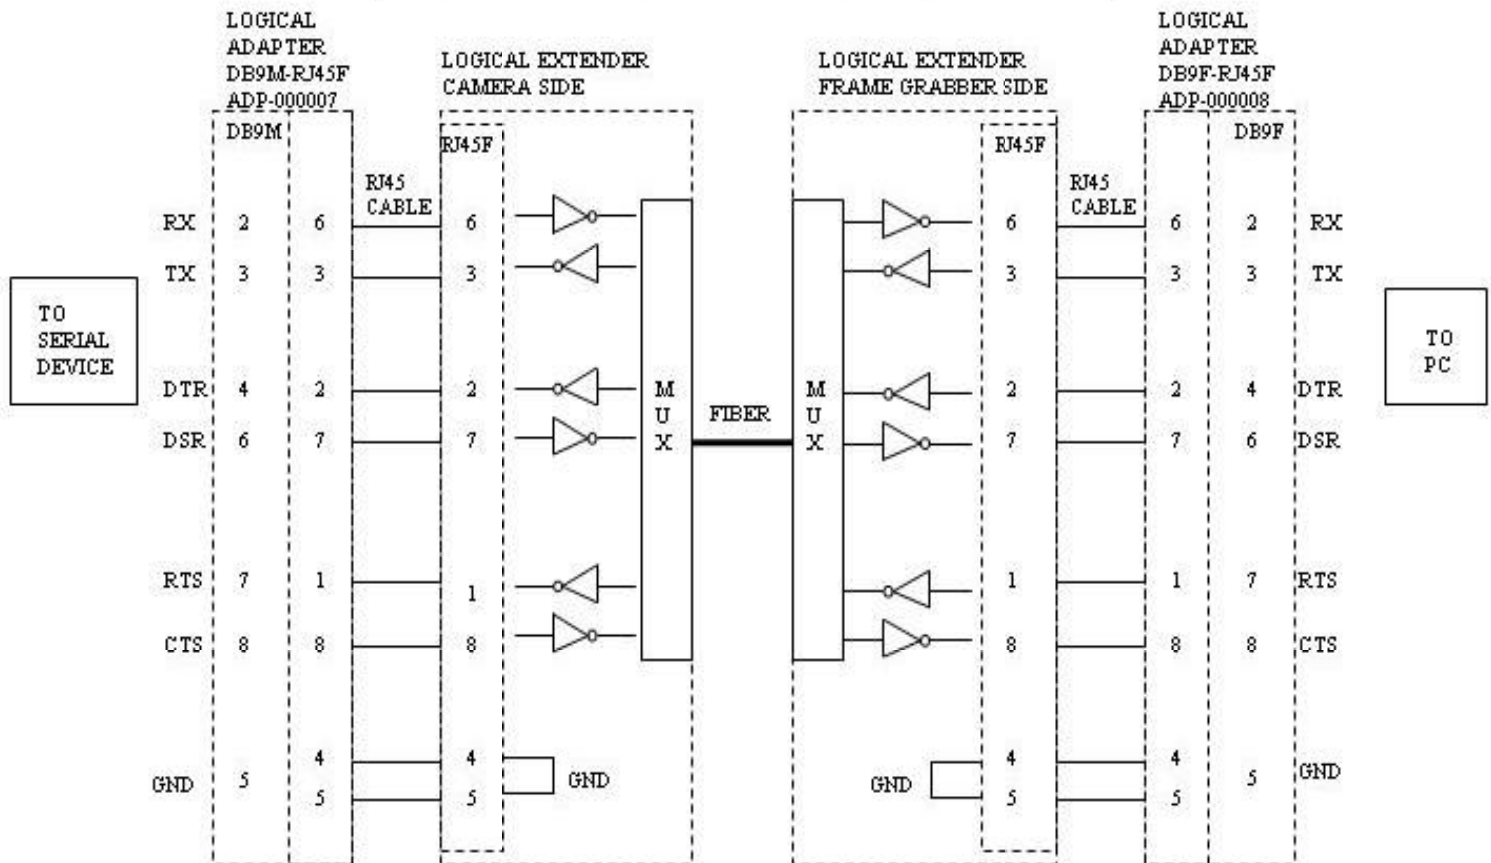 LOGICAL
ADAPTER
DB9M-RJ45F
ADP-000007
LOGICAL EXTENDER
CAMERA SIDE
LOGICAL EXTENDER
FRAME GRABBER SIDE
LOGICAL
ADAPTER
DB9F-RJ45F
ADP-000008
DB9M
RJ45F
RJ45F
DB9F
RJ45
CABLE
RJ45
CABLE
RX 2 6 6 6 6 2 RX
TX 3 3 3 3 3 3 TX
TO
SERIAL
DEVICE
TO
PC
DTR 4 2 2 2 2 4 DTR
MUX
FIBER
MUX
DSR 6 7 7 7 7 6 DSR
RTS 7 1 1 1 1 7 RTS
CTS 8 8 8 8 8 8 CTS
GND 5 4 4 GND GND 4 4 5 GND
5 5 5 5